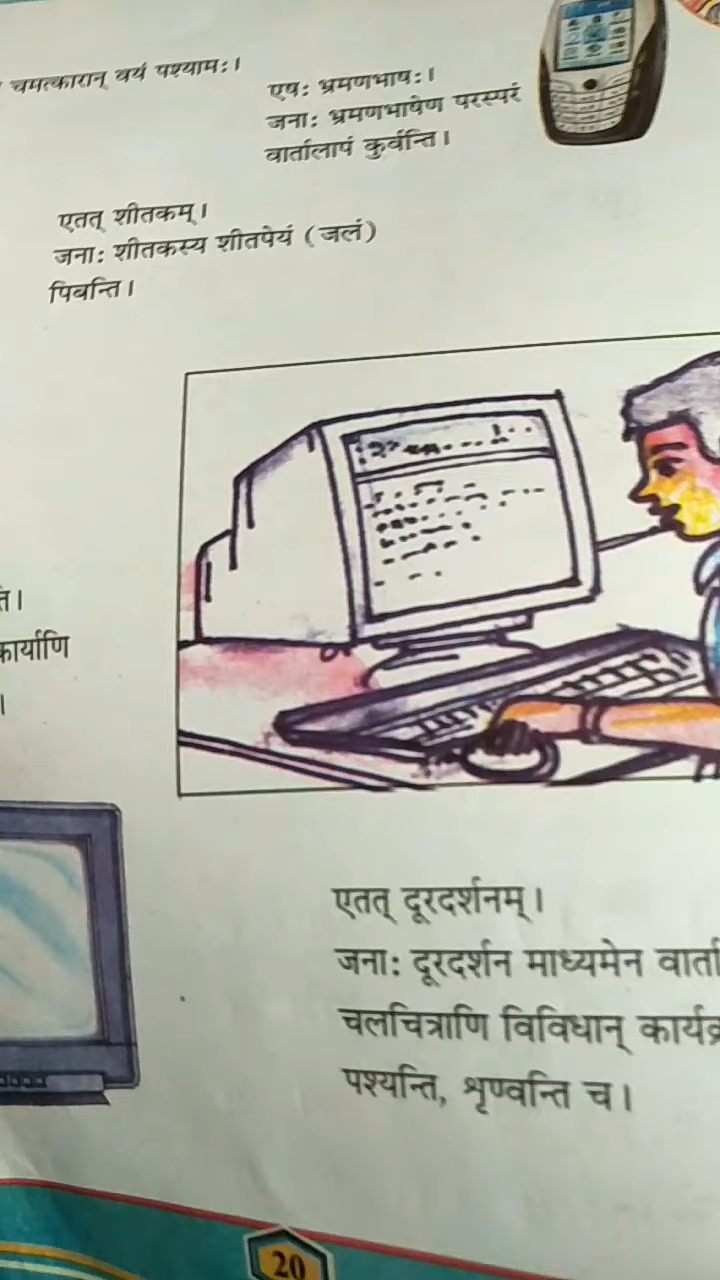 चमत्कारान् वयं पश्यामः।
एषः भ्रमणभाषः।
जनाः भ्रमणभाषेण परस्परं
वार्तालापं कुर्वन्ति।
एतत् शीतकम्।
जनाः शीतकस्य शीतपेयं (जलं)
पिबन्ति।
कार्याणि
एतत् दूरदर्शनम्।
जनाः दूरदर्शन माध्यमेन वार्ता
चलचित्राणि विविधान्
पश्यन्ति, शृण्वन्ति च।
20